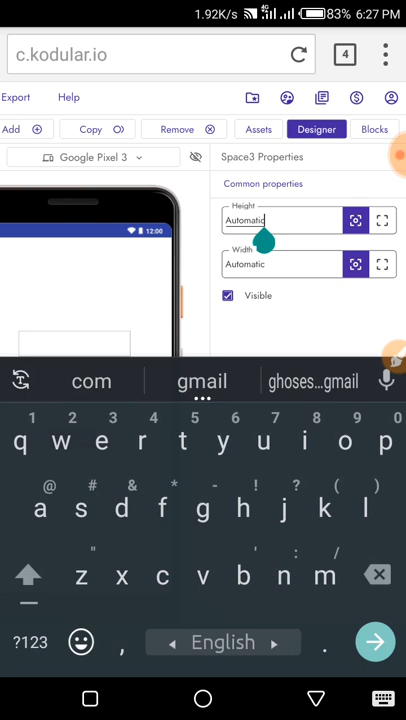 1.92K/s 4G 83% 6:27 PM
c.kodular.io 4
Export Help
Add Copy Remove Assets Designer Blocks
Google Pixel 3 Space3 Properties
Common properties
Height
Automatic
12:00
Width
Automatic
Visible
com gmail ghoses...gmail
1 2 3 4 5 6 7 8 9 0
q w e r t y u i o p
@ # & * - ! ? ( )
a s d f g h j k l
" ' : ; /
z x c v b n m
?123 , English .